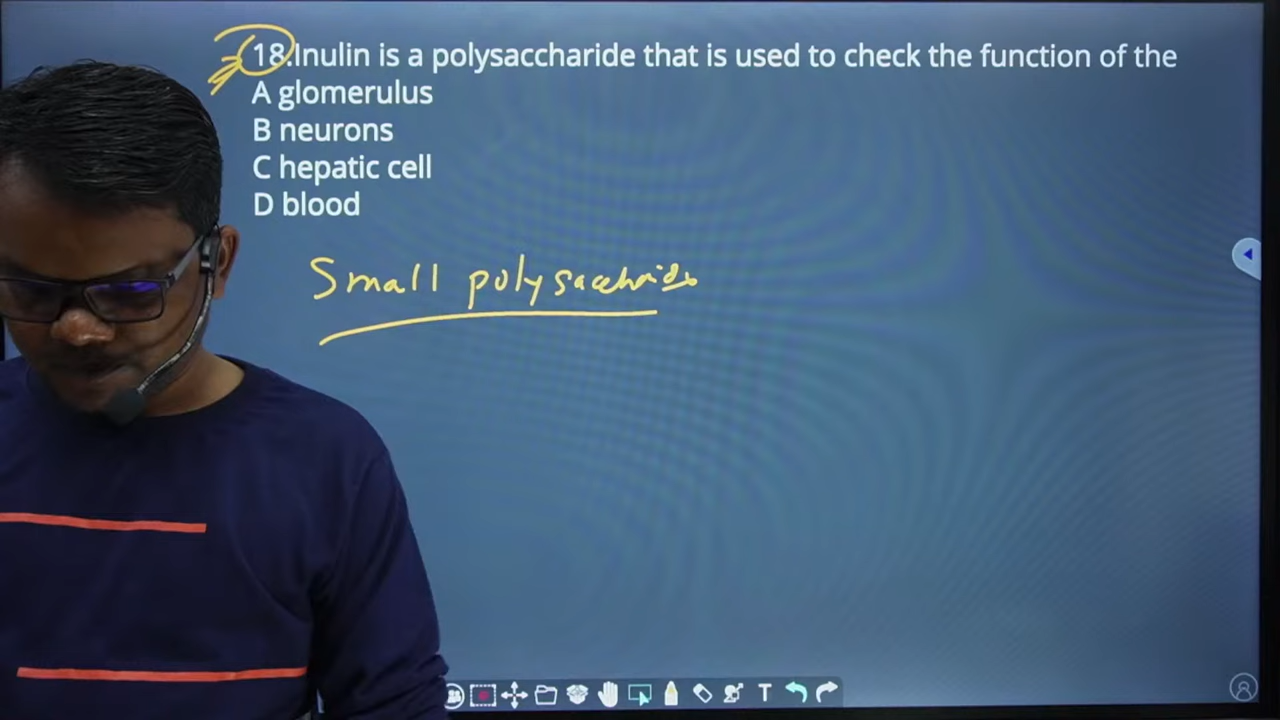 18.Inulin is a polysaccharide that is used to check the function of the
A glomerulus
B neurons
C hepatic cell
D blood
Small polysaccharide
T